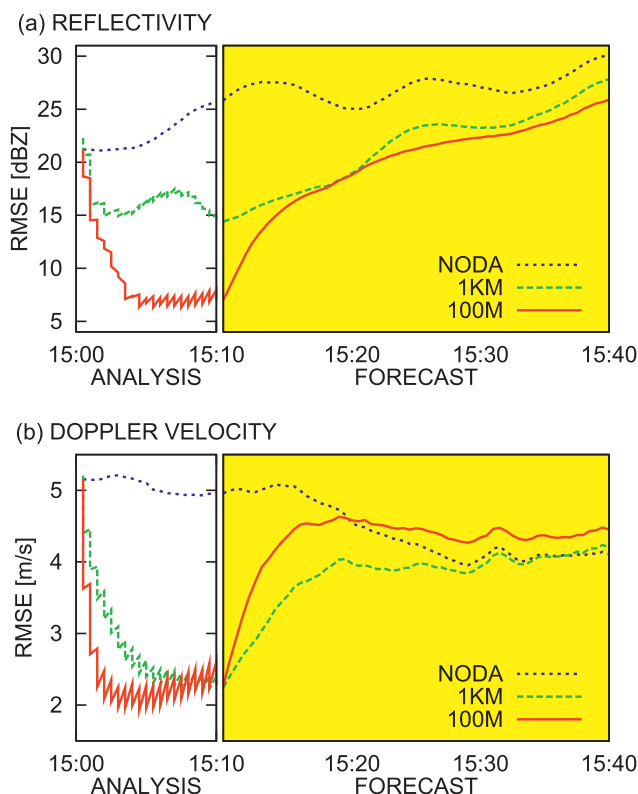 (a) REFLECTIVITY
RMSE [dBZ]
30
25
20
15
10
5
NODA
1KM
100M
15:00 15:10 15:20 15:30 15:40
ANALYSIS FORECAST
(b) DOPPLER VELOCITY
RMSE [m/s]
5
4
3
2
NODA
1KM
100M
15:00 15:10 15:20 15:30 15:40
ANALYSIS FORECAST